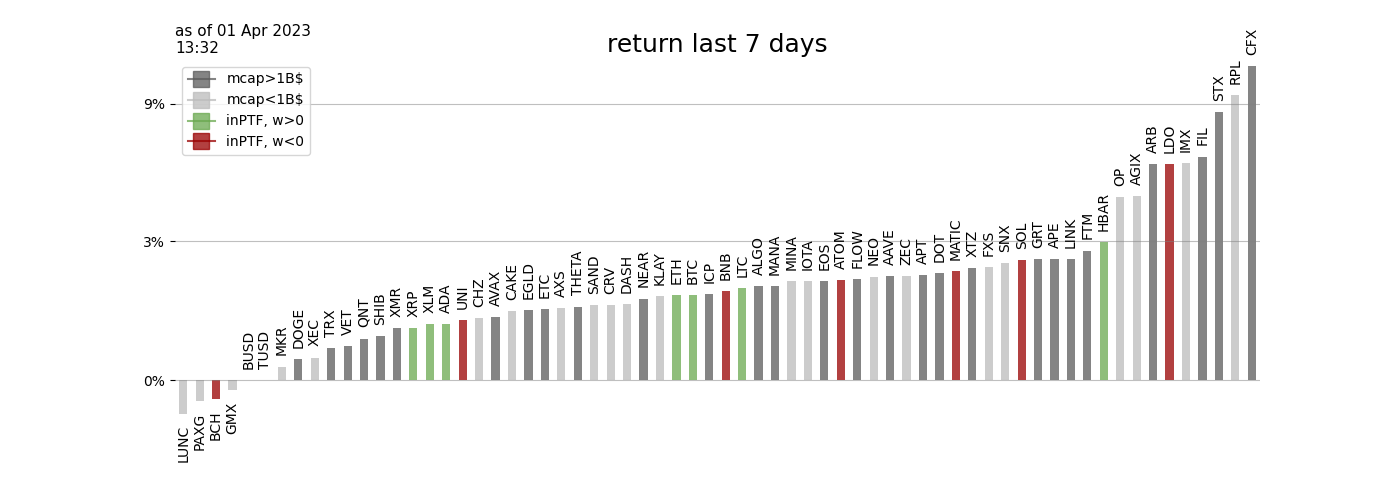 as of 01 Apr 2023
13:32
return last 7 days
mcap>1B$
mcap<1B$
inPTF, w>0
inPTF, w<0
9%
3%
0%
LUNC
PAXG
BCH
GMX
BUSD
TUSD
MKR
DOGE
XEC
TRX
VET
QNT
SHIB
XMR
XRP
XLM
ADA
UNI
CHZ
AVAX
CAKE
EGLD
ETC
AXS
THETA
SAND
CRV
DASH
NEAR
KLAY
ETH
BTC
ICP
BNB
LTC
ALGO
MANA
MINA
IOTA
EOS
ATOM
FLOW
NEO
AAVE
ZEC
APT
DOT
MATIC
XTZ
FXS
SNX
SOL
GRT
APE
LINK
FTM
HBAR
OP
AGIX
ARB
LDO
IMX
FIL
STX
RPL
CFX